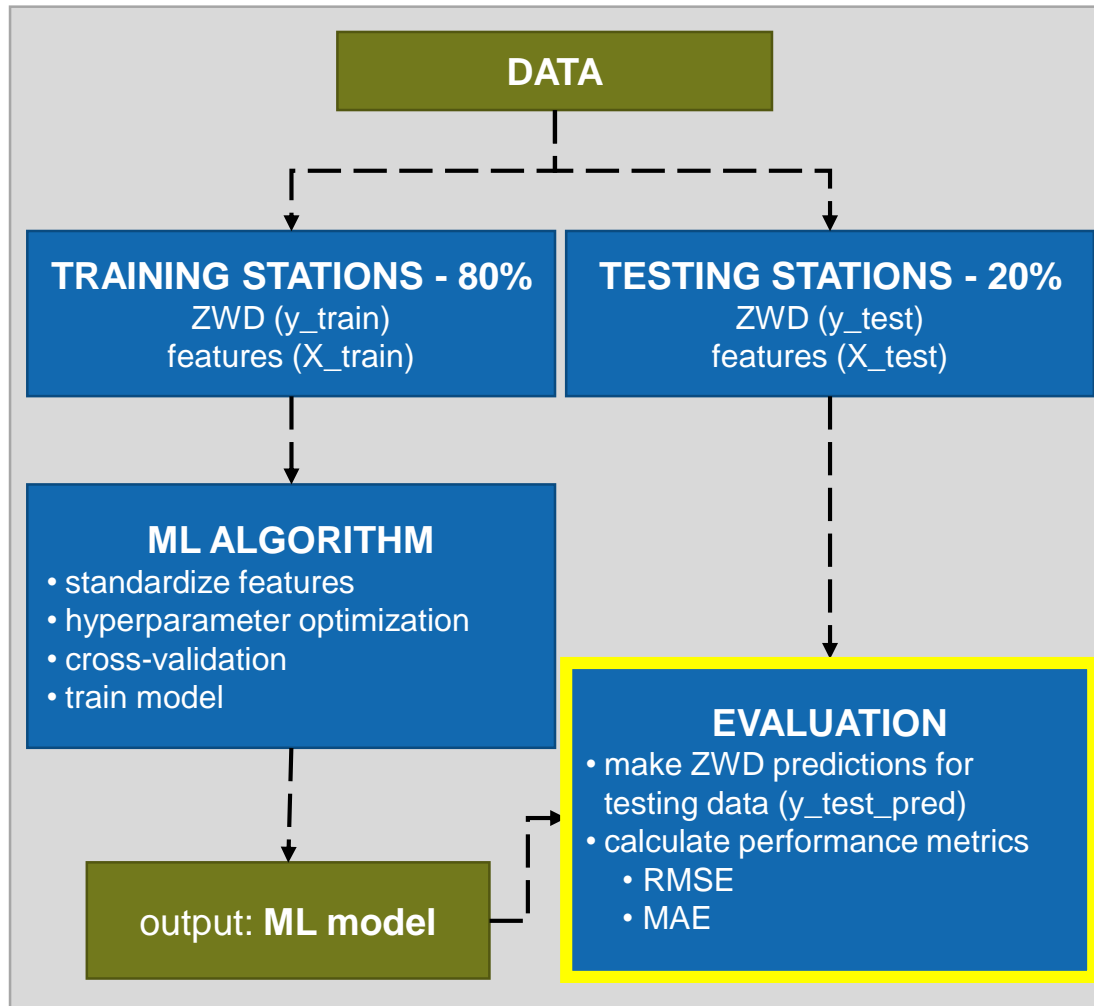 DATA
TRAINING STATIONS - 80%
ZWD (y_train)
features (X_train)
TESTING STATIONS - 20%
ZWD (y_test)
features (X_test)
ML ALGORITHM
• standardize features
• hyperparameter optimization
• cross-validation
• train model
EVALUATION
• make ZWD predictions for
testing data (y_test_pred)
• calculate performance metrics
• RMSE
• MAE
output: ML model